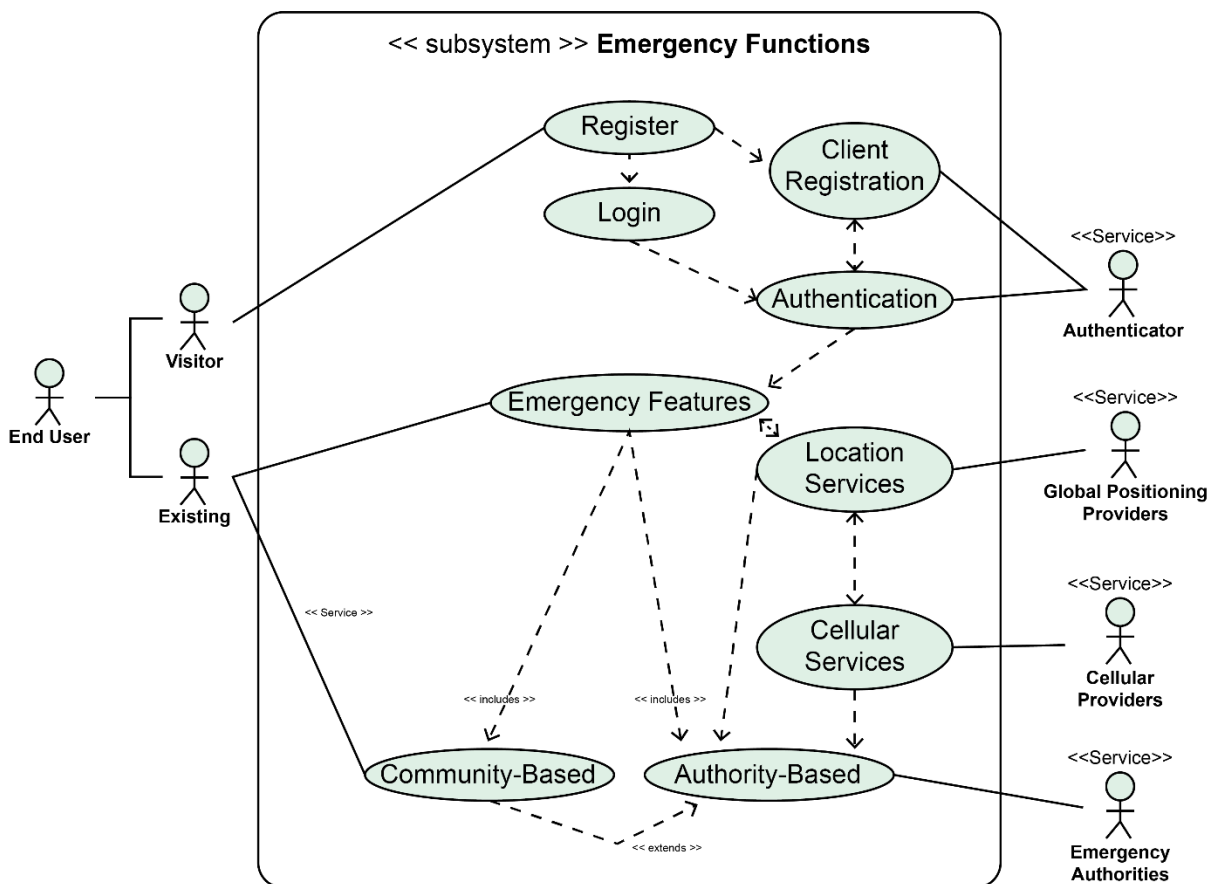 << subsystem >> Emergency Functions
Register
Client
Registration
Login
<<Service>>
Authentication
Authenticator
Visitor
End User
Emergency Features
<<Service>>
Location
Services
Global Positioning
Providers
Existing
<< Service >>
<<Service>>
Cellular
Services
Cellular
Providers
<< includes >>
<< includes >>
Community-Based
Authority-Based
<<Service>>
<< extends >>
Emergency
Authorities